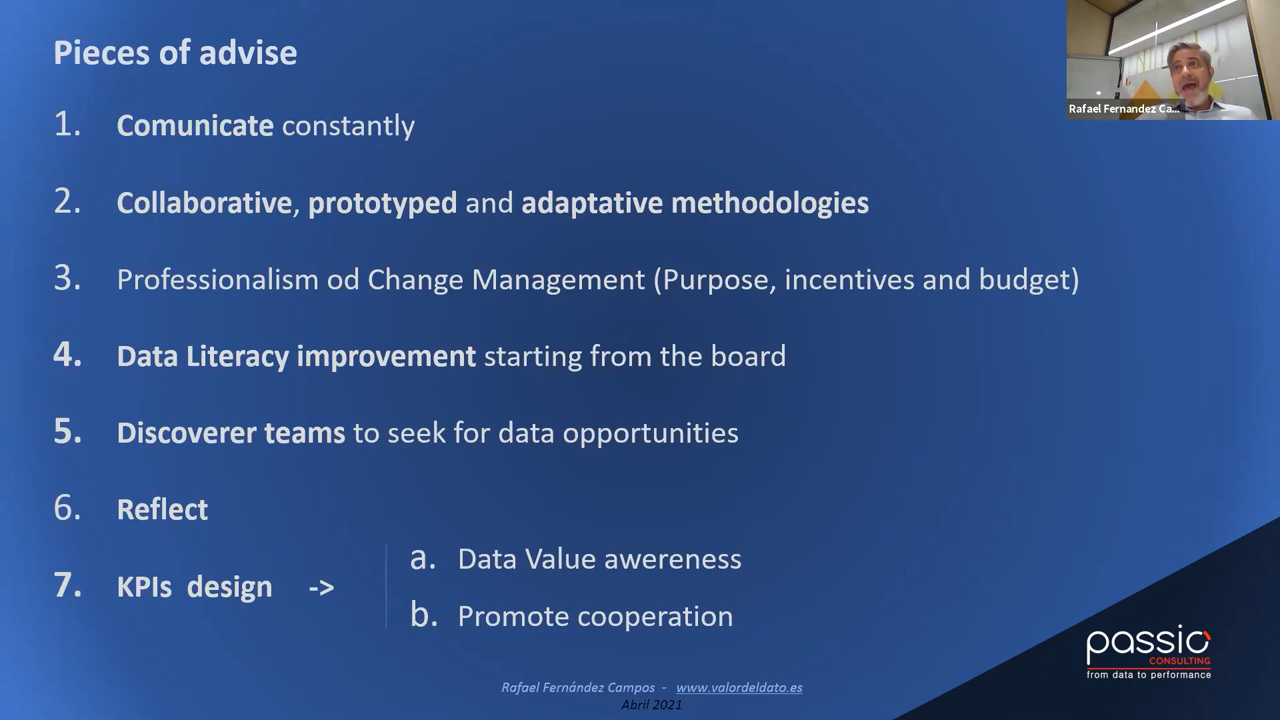 Pieces of advise
Rafael Fernandez Ca...
1. Comunicate constantly
2. Collaborative, prototyped and adaptative methodologies
3. Professionalism od Change Management (Purpose, incentives and budget)
4. Data Literacy improvement starting from the board
5. Discoverer teams to seek for data opportunities
6. Reflect
7. KPIs design ->
a. Data Value awereness
b. Promote cooperation
passio
CONSULTING
from data to performance
Rafael Fernández Campos - www.valordeldato.es
Abril 2021